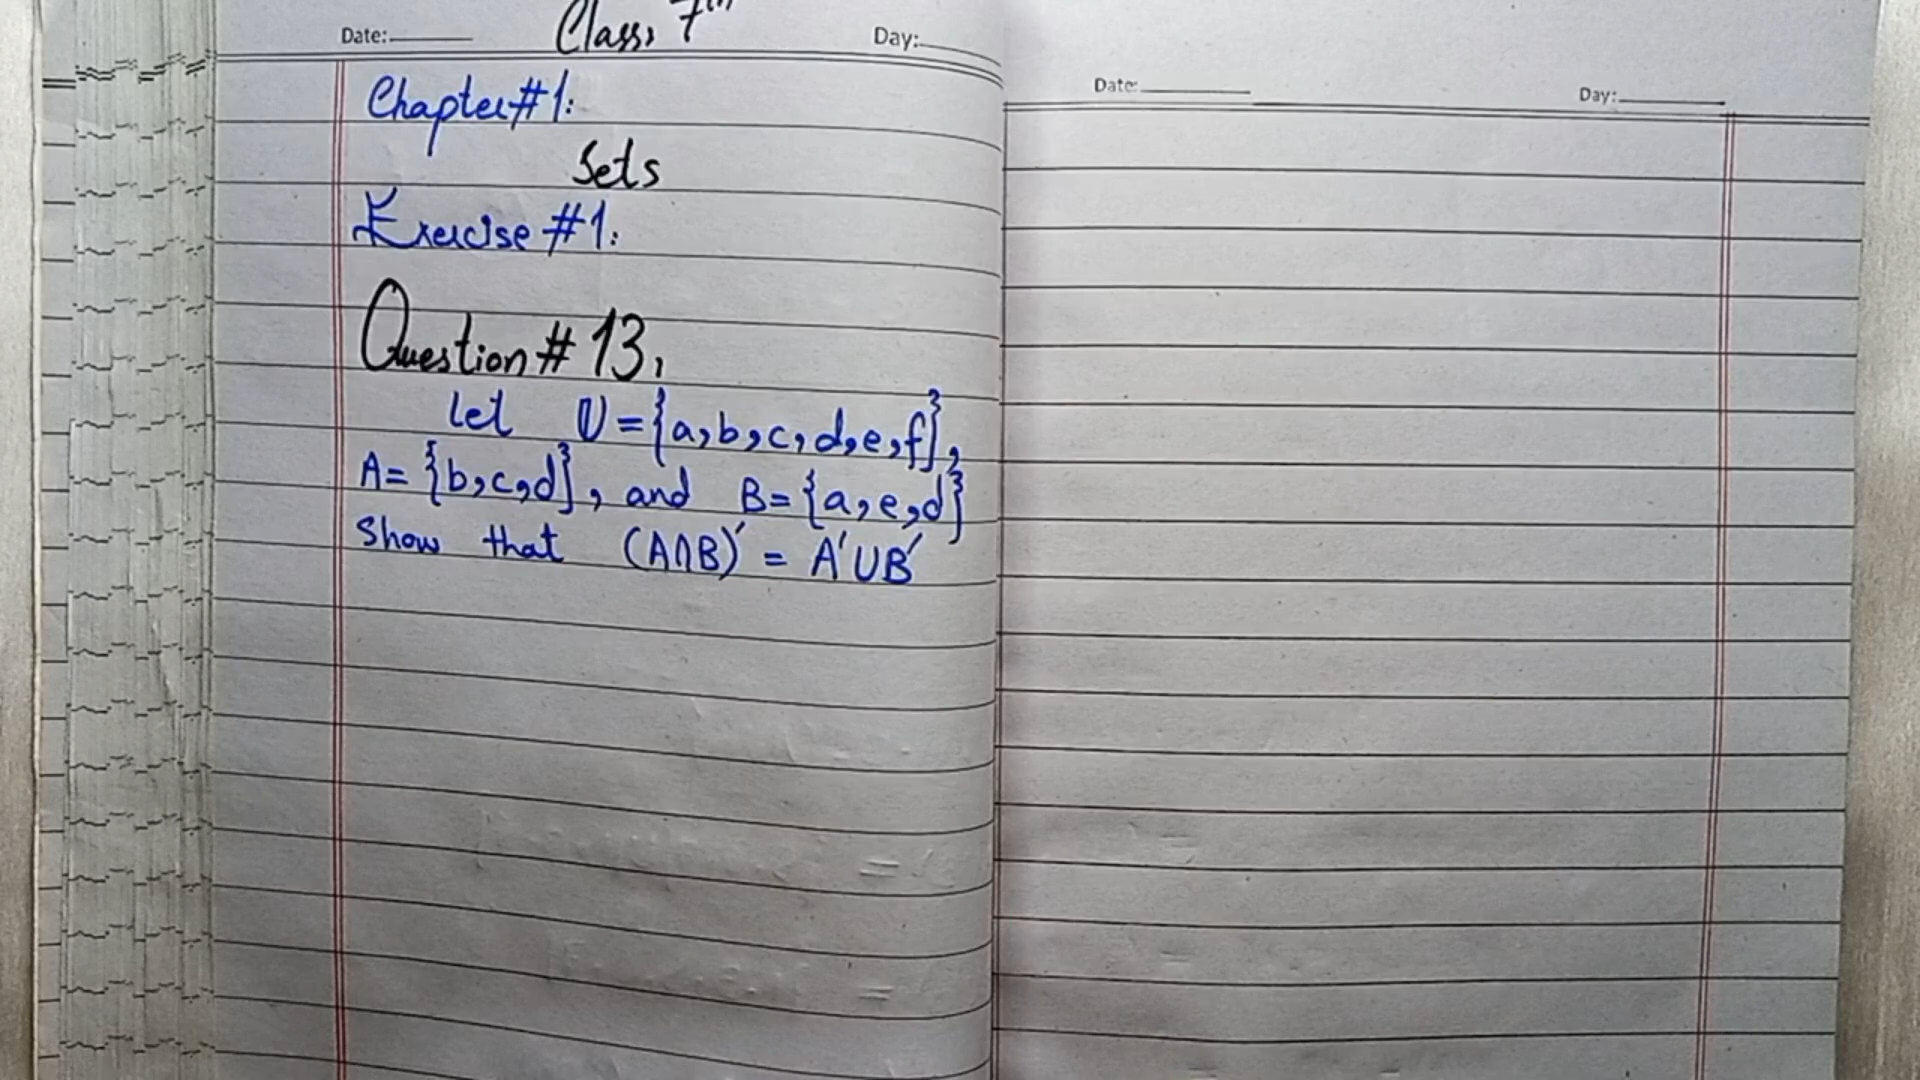 Date: Class, 7th Day:
Chapter#1:
Sets
Exercise #1:
Question # 13,
let U={a,b,c,d,e,f},
A={b,c,d}, and B={a,e,d}
Show that (A∩B)′ = A′∪B′
Date: Day: